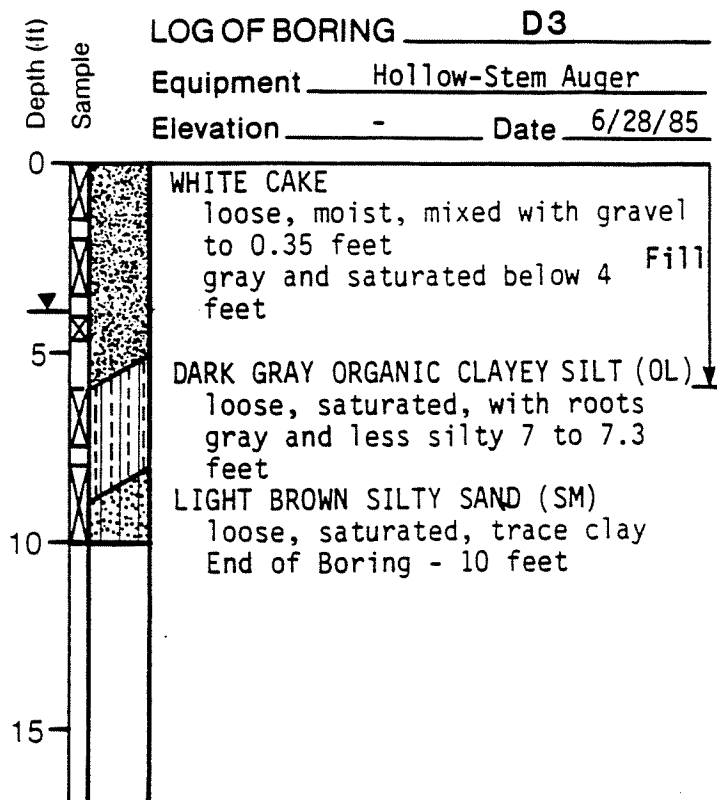 Depth (ft)
Sample
LOG OF BORING D3
Equipment Hollow-Stem Auger
Elevation - Date 6/28/85
0
WHITE CAKE
loose, moist, mixed with gravel
to 0.35 feet
Fill
gray and saturated below 4
feet
5
DARK GRAY ORGANIC CLAYEY SILT (OL)
loose, saturated, with roots
gray and less silty 7 to 7.3
feet
LIGHT BROWN SILTY SAND (SM)
10
loose, saturated, trace clay
End of Boring - 10 feet
15